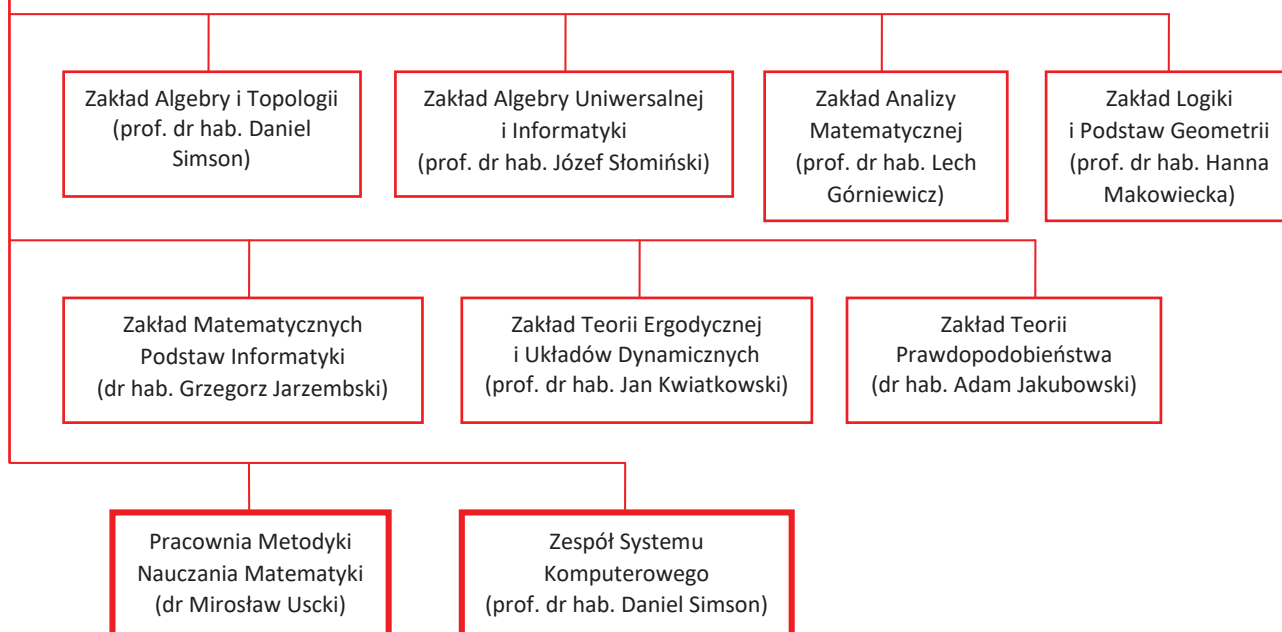 Zakład Algebry i Topologii
(prof. dr hab. Daniel
Simson)
Zakład Algebry Uniwersalnej
i Informatyki
(prof. dr hab. Józef Słomiński)
Zakład Analizy
Matematycznej
(prof. dr hab. Lech
Górniewicz)
Zakład Logiki
i Podstaw Geometrii
(prof. dr hab. Hanna
Makowiecka)
Zakład Matematycznych
Podstaw Informatyki
(dr hab. Grzegorz Jarzembski)
Zakład Teorii Ergodycznej
i Układów Dynamicznych
(prof. dr hab. Jan Kwiatkowski)
Zakład Teorii
Prawdopodobieństwa
(dr hab. Adam Jakubowski)
Pracownia Metodyki
Nauczania Matematyki
(dr Mirosław Uscki)
Zespół Systemu
Komputerowego
(prof. dr hab. Daniel Simson)